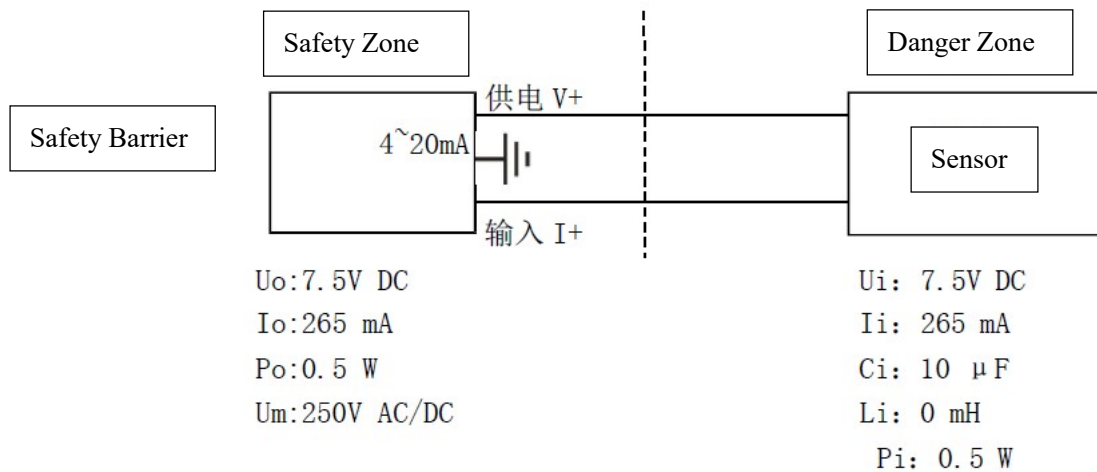 Safety Zone
Danger Zone
Safety Barrier
供电 V+
4~20mA
Sensor
输入 I+
Uo:7.5V DC
Io:265 mA
Po:0.5 W
Um:250V AC/DC
Ui: 7.5V DC
Ii: 265 mA
Ci: 10 μF
Li: 0 mH
Pi: 0.5 W